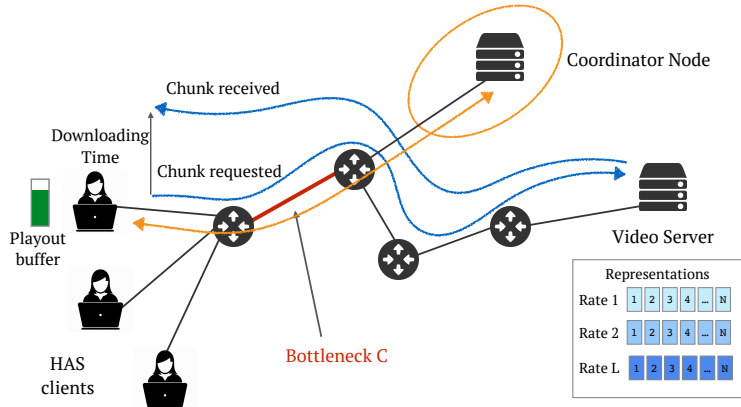 Coordinator Node
Chunk received
Downloading
Time
Chunk requested
Playout
buffer
Video Server
Bottleneck C
HAS
clients
Representations
Rate 1 1 2 3 4 ... N
Rate 2 1 2 3 4 ... N
Rate L 1 2 3 4 ... N